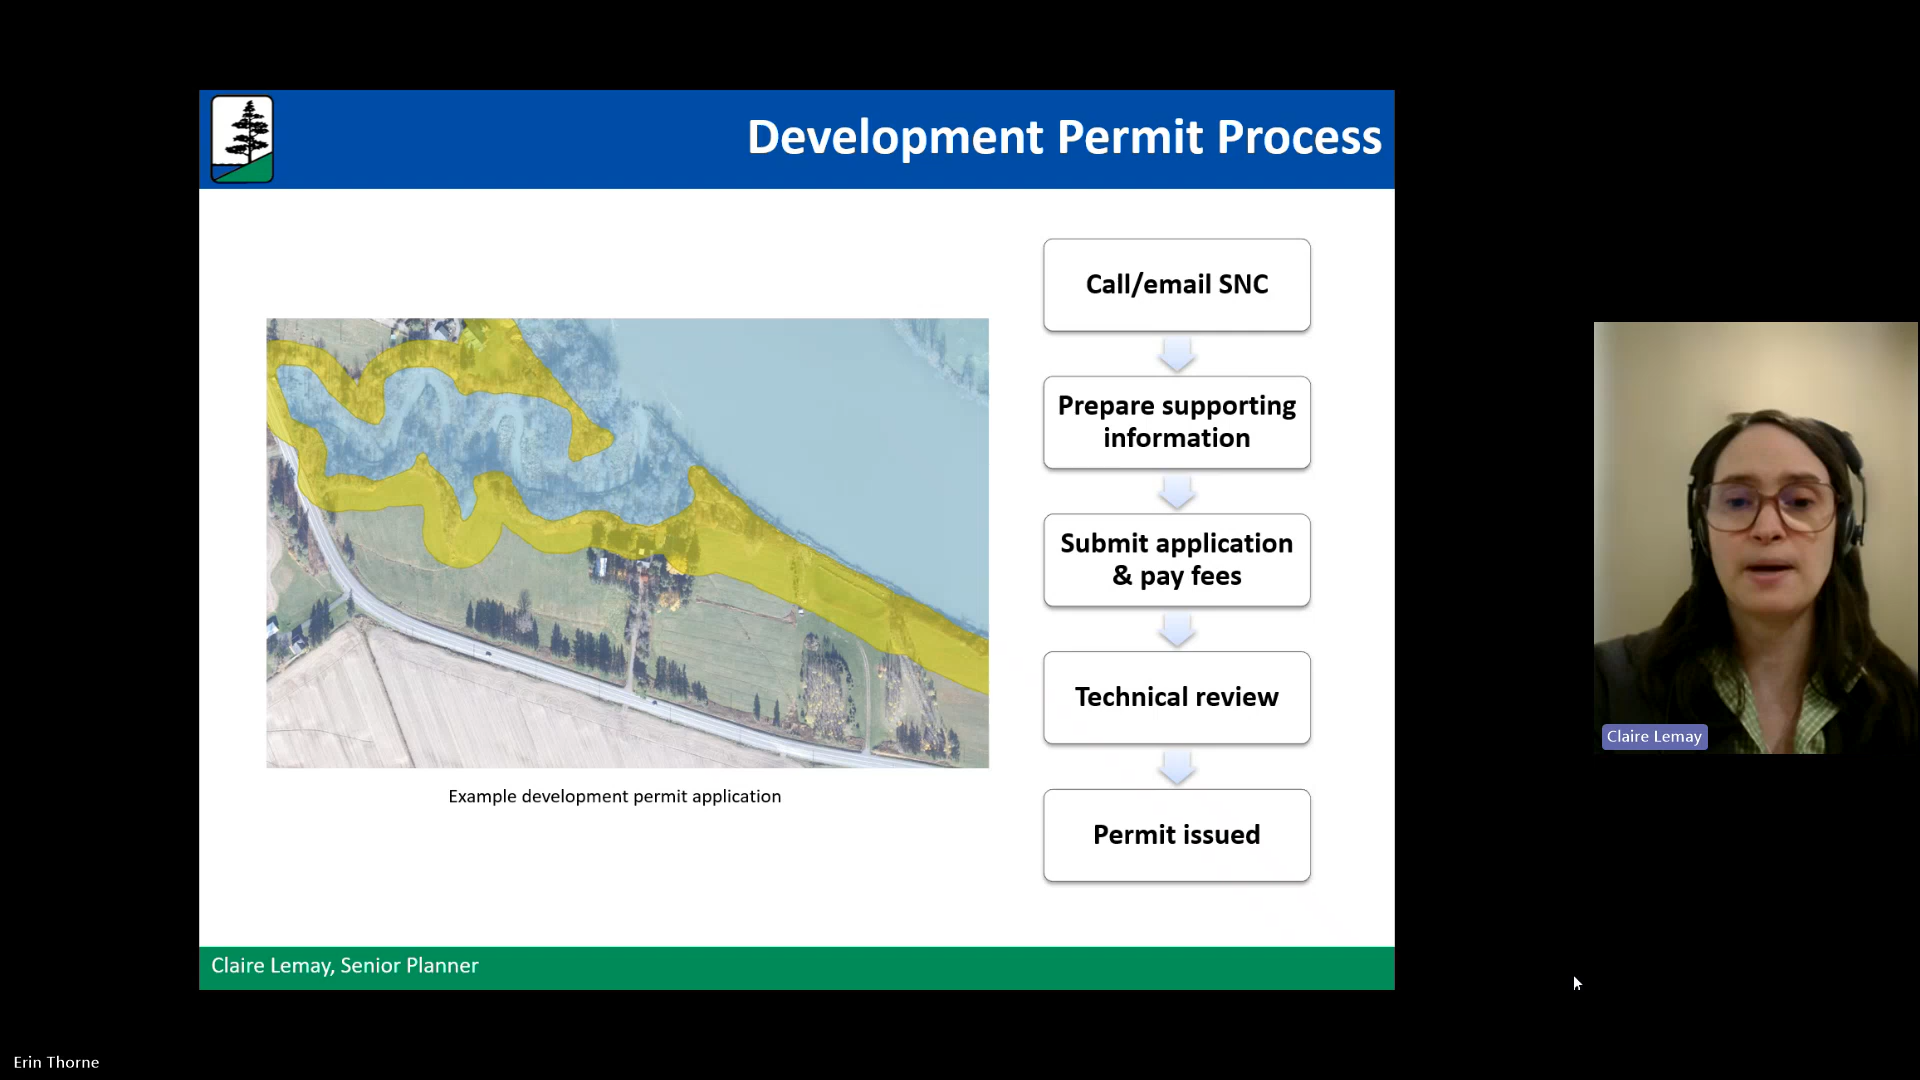 Development Permit Process
Call/email SNC
Prepare supporting
information
Submit application
& pay fees
Technical review
Permit issued
Example development permit application
Claire Lemay, Senior Planner
Claire Lemay
Erin Thorne